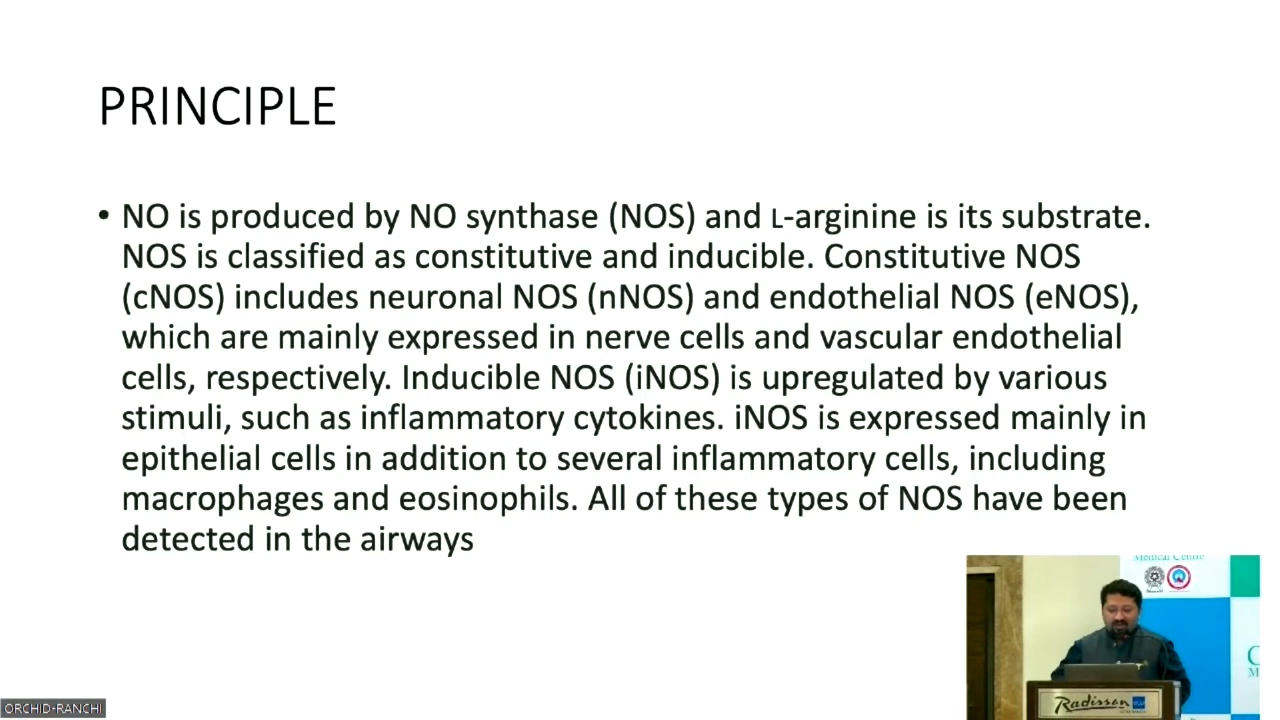 PRINCIPLE
• NO is produced by NO synthase (NOS) and L-arginine is its substrate.
NOS is classified as constitutive and inducible. Constitutive NOS
(cNOS) includes neuronal NOS (nNOS) and endothelial NOS (eNOS),
which are mainly expressed in nerve cells and vascular endothelial
cells, respectively. Inducible NOS (iNOS) is upregulated by various
stimuli, such as inflammatory cytokines. iNOS is expressed mainly in
epithelial cells in addition to several inflammatory cells, including
macrophages and eosinophils. All of these types of NOS have been
detected in the airways
Medical Centre
Radisson
ORCHID-RANCHI